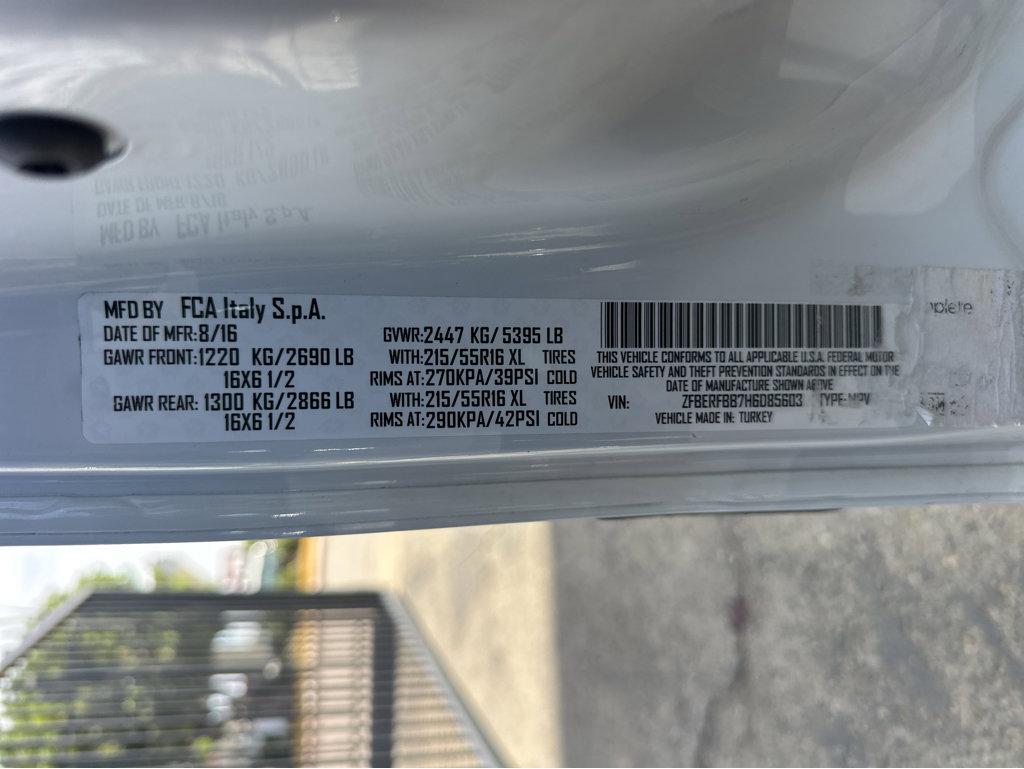 MFD BY FCA Italy S.p.A.
DATE OF MFR:8/16
GAWR FRONT:1220 KG/2690 LB
16X6 1/2
GAWR REAR: 1300 KG/2866 LB
16X6 1/2
GVWR:2447 KG/ 5395 LB
WITH:215/55R16 XL TIRES
RIMS AT:270KPA/39PSI COLD
WITH:215/55R16 XL TIRES
RIMS AT:290KPA/42PSI COLD
THIS VEHICLE CONFORMS TO ALL APPLICABLE U.S.A. FEDERAL MOTOR
VEHICLE SAFETY AND THEFT PREVENTION STANDARDS IN EFFECT ON THE
DATE OF MANUFACTURE SHOWN ABOVE
VIN: ZFBERFBB7H6D85603 TYPE: MPV
VEHICLE MADE IN: TURKEY